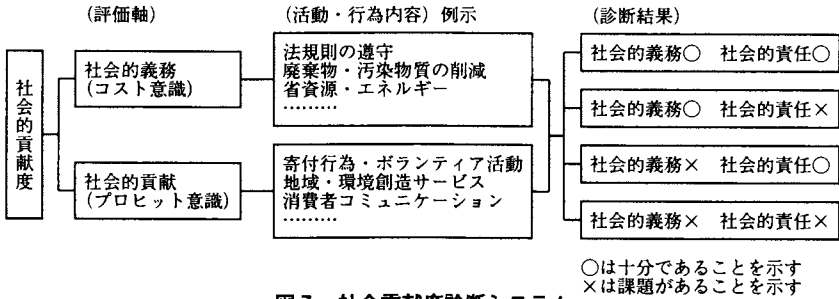 (評価軸)
(活動・行為内容) 例示
(診断結果)
社会的貢献度
社会的義務
(コスト意識)
法規則の遵守
廃棄物・汚染物質の削減
省資源・エネルギー
………
社会的貢献
(プロヒット意識)
寄付行為・ボランティア活動
地域・環境創造サービス
消費者コミュニケーション
………
社会的義務○ 社会的責任○
社会的義務○ 社会的責任×
社会的義務× 社会的責任○
社会的義務× 社会的責任×
○は十分であることを示す
×は課題があることを示す